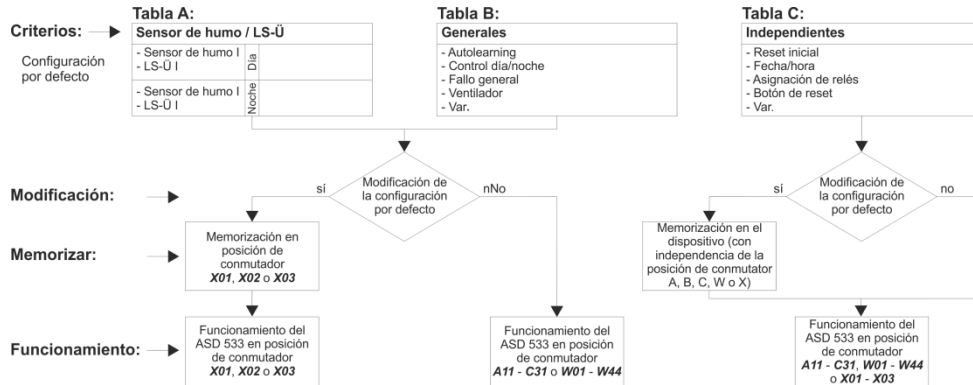 Tabla A:
Tabla B:
Tabla C:
Criterios:
Configuración
por defecto
Sensor de humo / LS-Ü
- Sensor de humo I
- LS-Ü I
Día
- Sensor de humo I
- LS-Ü I
Noche
Generales
- Autolearning
- Control día/noche
- Fallo general
- Ventilador
- Var.
Independientes
- Reset inicial
- Fecha/hora
- Asignación de relés
- Botón de reset
- Var.
Modificación:
sí
Modificación de
la configuración
por defecto
nNo
sí
Modificación de
la configuración
por defecto
no
Memorizar:
Memorización en
posición de
conmutador
X01, X02 o X03
Memorización en el
dispositivo (con
independencia de la
posición de conmutator
A, B, C, W o X)
Funcionamiento:
Funcionamiento del
ASD 533 en posición
de conmutador
X01, X02 o X03
Funcionamiento del
ASD 533 en posición
de conmutador
A11 - C31 o W01 - W44
Funcionamiento del
ASD 533 en posición
de conmutador
A11 - C31, W01 - W44
o X01 - X03